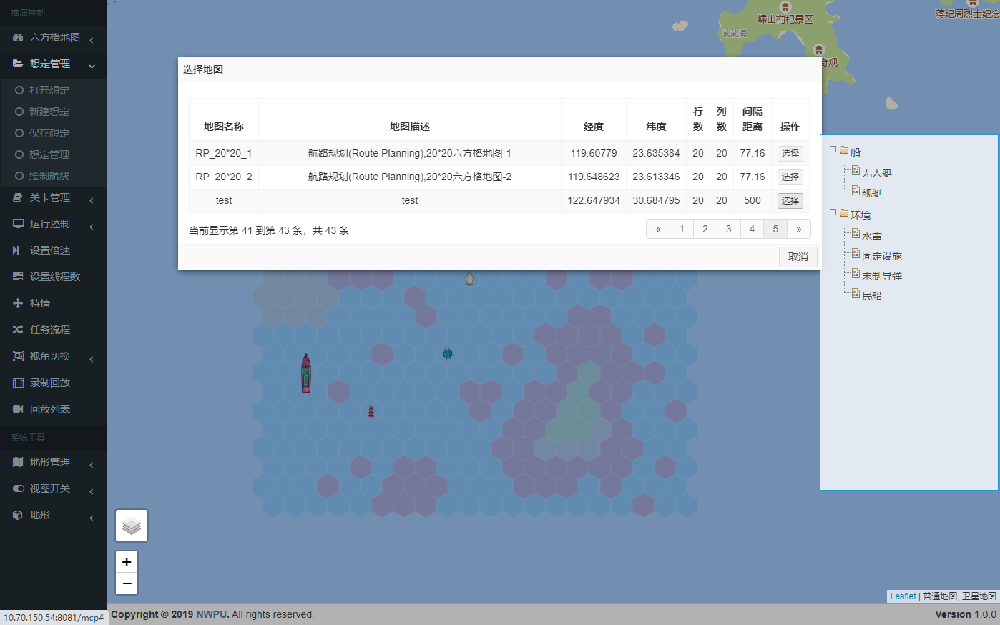 推演控制
六方格地图
想定管理
打开想定
新建想定
保存想定
想定管理
绘制航线
关卡管理
运行控制
设置倍速
设置线程数
特情
任务流程
视角切换
录制回放
回放列表
系统工具
地形管理
视图开关
地形
10.70.150.54:8081/mcp#
嵊山枸杞景区
轧轧洞
奇观
蒋纪周烈士纪念
选择地图
地图名称 地图描述 经度 纬度 行数 列数 间隔距离 操作
RP_20*20_1 航路规划(Route Planning),20*20六方格地图-1 119.60779 23.635384 20 20 77.16 选择
RP_20*20_2 航路规划(Route Planning),20*20六方格地图-2 119.648623 23.613346 20 20 77.16 选择
test test 122.647934 30.684795 20 20 500 选择
当前显示第 41 到第 43 条，共 43 条
« 1 2 3 4 5 »
取消
船
无人艇
舰艇
环境
水雷
固定设施
末制导弹
民船
+
−
Leaflet | 普通地图, 卫星地图
Copyright © 2019 NWPU. All rights reserved.
Version 1.0.0